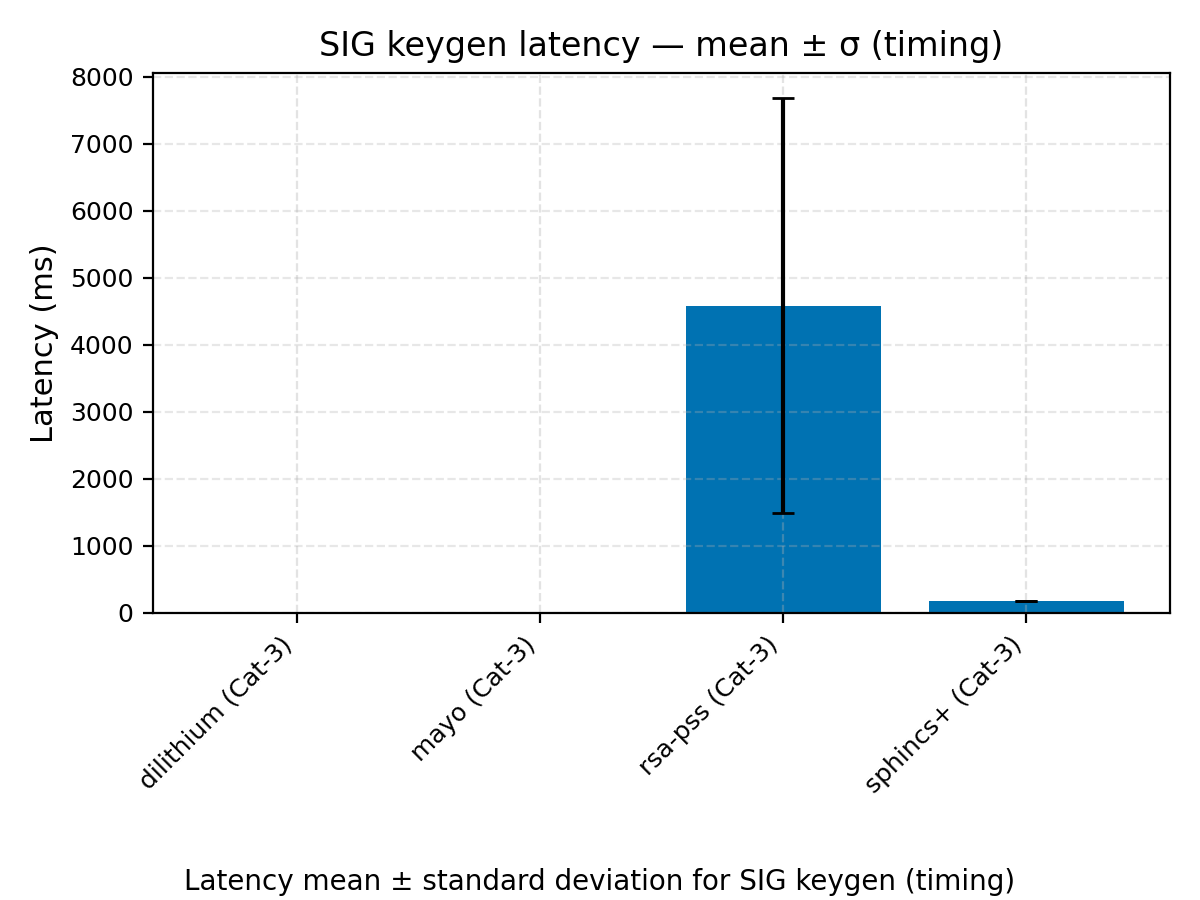 SIG keygen latency — mean ± σ (timing)
Latency (ms)
8000
7000
6000
5000
4000
3000
2000
1000
0
dilithium (Cat-3)
mayo (Cat-3)
rsa-pss (Cat-3)
sphincs+ (Cat-3)
Latency mean ± standard deviation for SIG keygen (timing)